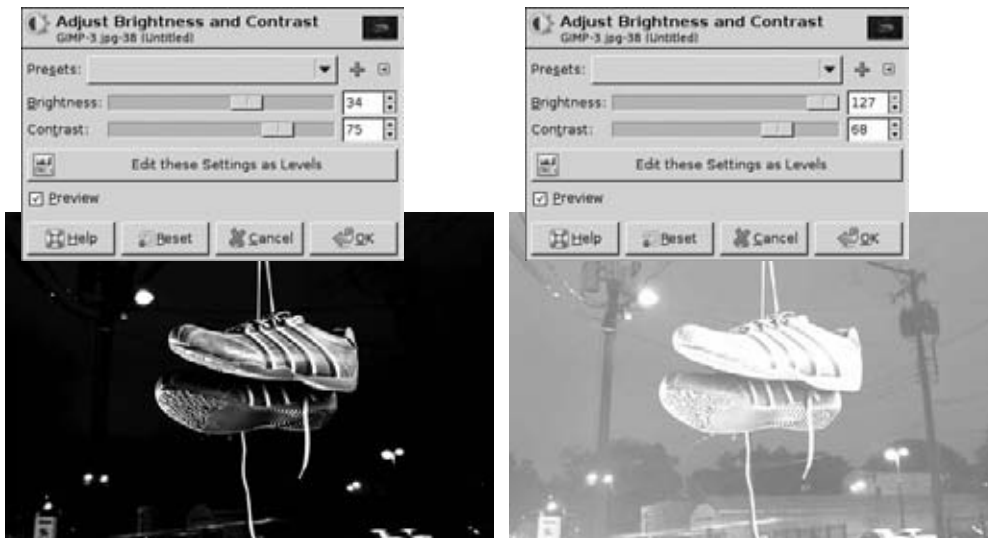 Adjust Brightness and Contrast
GIMP-3.jpg-38 (Untitled)
Presets:
Brightness: 34
Contrast: 75
Edit these Settings as Levels
Preview
Help Reset Cancel OK
Adjust Brightness and Contrast
GIMP-3.jpg-38 (Untitled)
Presets:
Brightness: 127
Contrast: 68
Edit these Settings as Levels
Preview
Help Reset Cancel OK